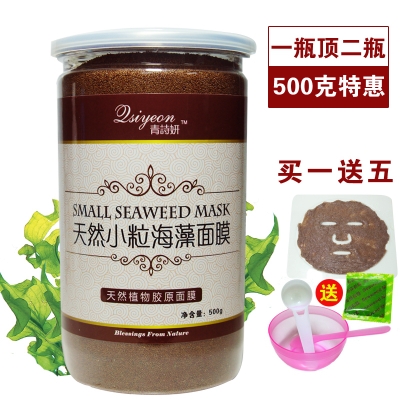 一瓶顶二瓶
500克特惠
买一送五
送
Qsiyeon™
青詩妍
SMALL SEAWEED MASK
天然小粒海藻面膜
天然植物胶原面膜
净含量：500g
Blessings From Nature